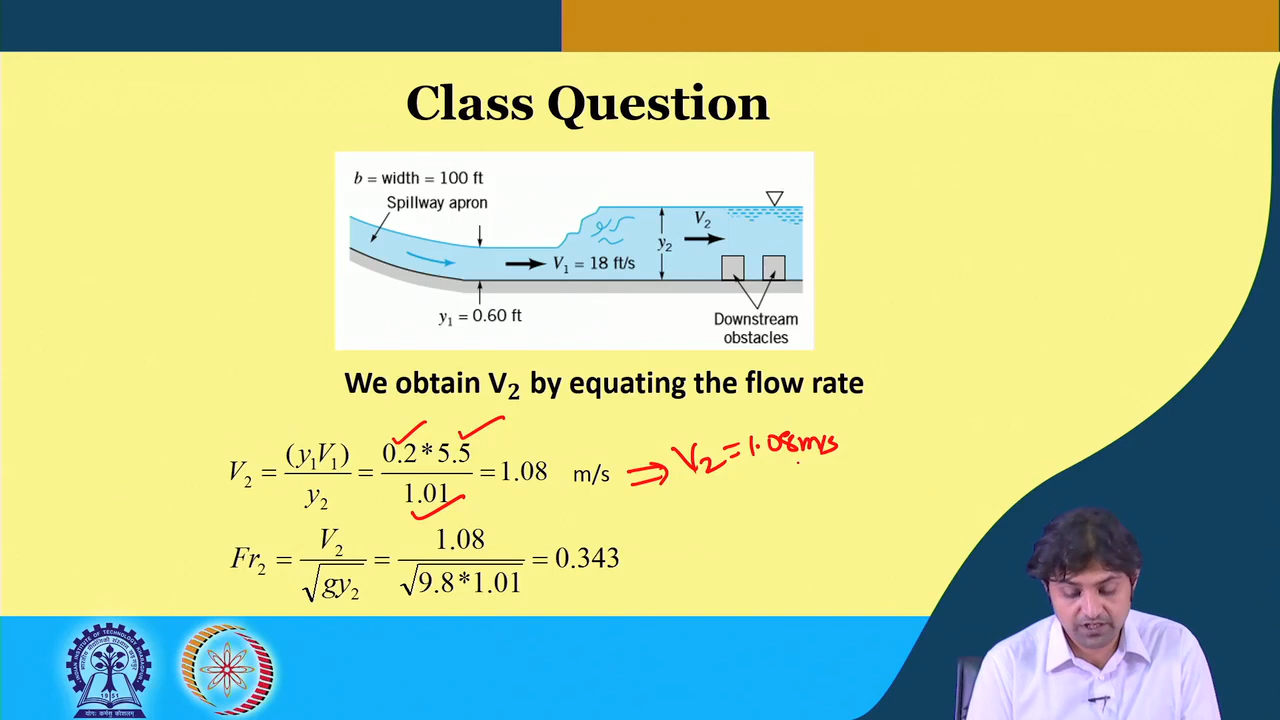 Class Question
b = width = 100 ft
Spillway apron
V₂
y₂
V₁ = 18 ft/s
y₁ = 0.60 ft
Downstream
obstacles
We obtain V₂ by equating the flow rate
V₂ = (y₁V₁) / y₂ = 0.2 * 5.5 / 1.01 = 1.08 m/s ⇒ V₂ = 1.08 m/s
Fr₂ = V₂ / √gy₂ = 1.08 / √9.8 * 1.01 = 0.343
1951